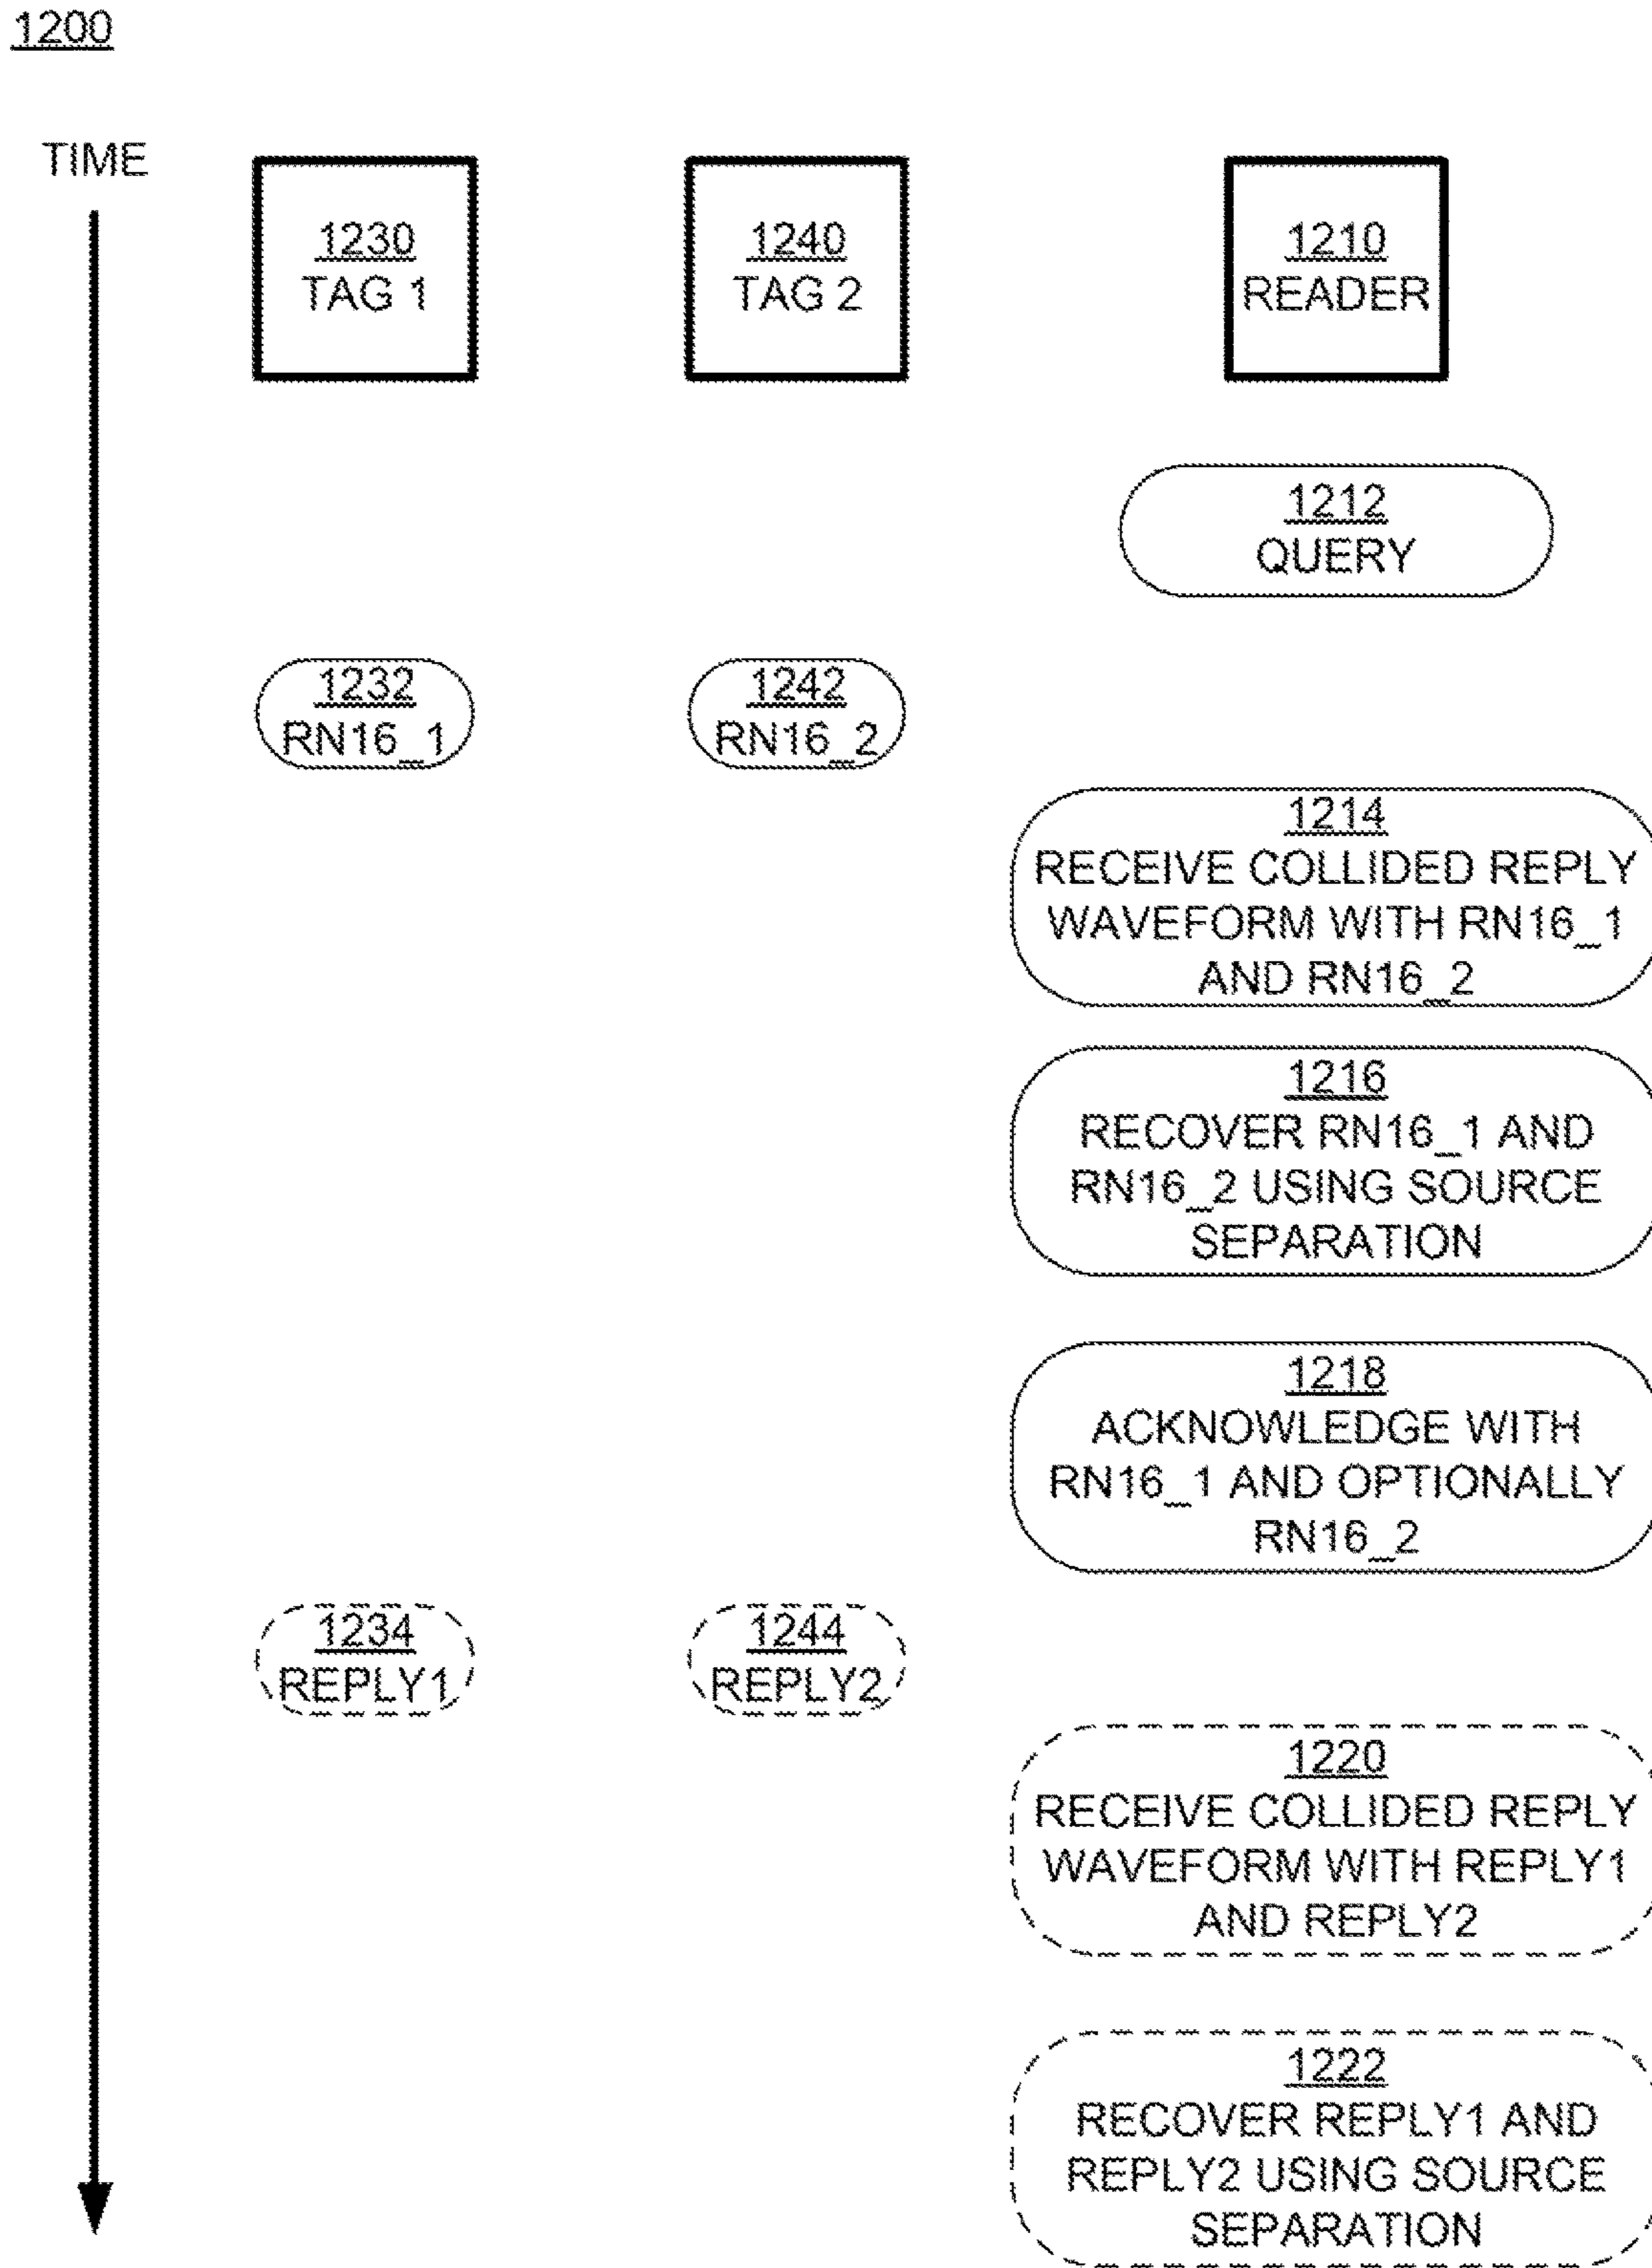 1200
TIME
1230
TAG 1
1240
TAG 2
1210
READER
1212
QUERY
1232
RN16_1
1242
RN16_2
1214
RECEIVE COLLIDED REPLY
WAVEFORM WITH RN16_1
AND RN16_2
1216
RECOVER RN16_1 AND
RN16_2 USING SOURCE
SEPARATION
1218
ACKNOWLEDGE WITH
RN16_1 AND OPTIONALLY
RN16_2
1234
REPLY1
1244
REPLY2
1220
RECEIVE COLLIDED REPLY
WAVEFORM WITH REPLY1
AND REPLY2
1222
RECOVER REPLY1 AND
REPLY2 USING SOURCE
SEPARATION